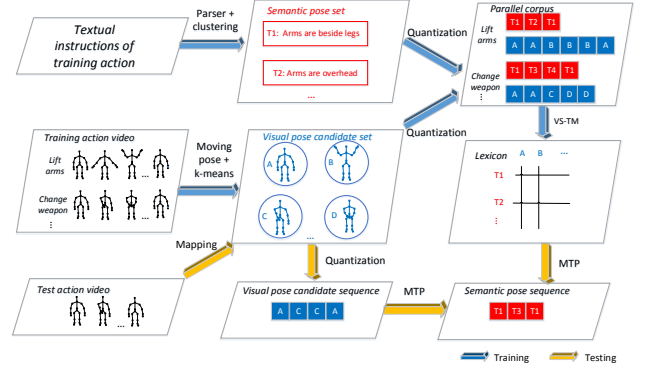 Textual
instructions of
training action
Parser +
clustering
Semantic pose set
T1: Arms are beside legs
T2: Arms are overhead
...
Quantization
Parallel corpus
Lift
arms
T1 T2 T1
A A B B B A
Change
weapon
T1 T3 T4 T1
A A C D D
⋮
VS-TM
Training action video
Lift
arms
...
Change
weapon
...
⋮
Moving
pose +
k-means
Visual pose candidate set
A
B
C
D
...
Quantization
Lexicon
A B ...
T1
T2
⋮
Mapping
Quantization
MTP
Test action video
...
Visual pose candidate sequence
A C C A
MTP
Semantic pose sequence
T1 T3 T1
Training
Testing